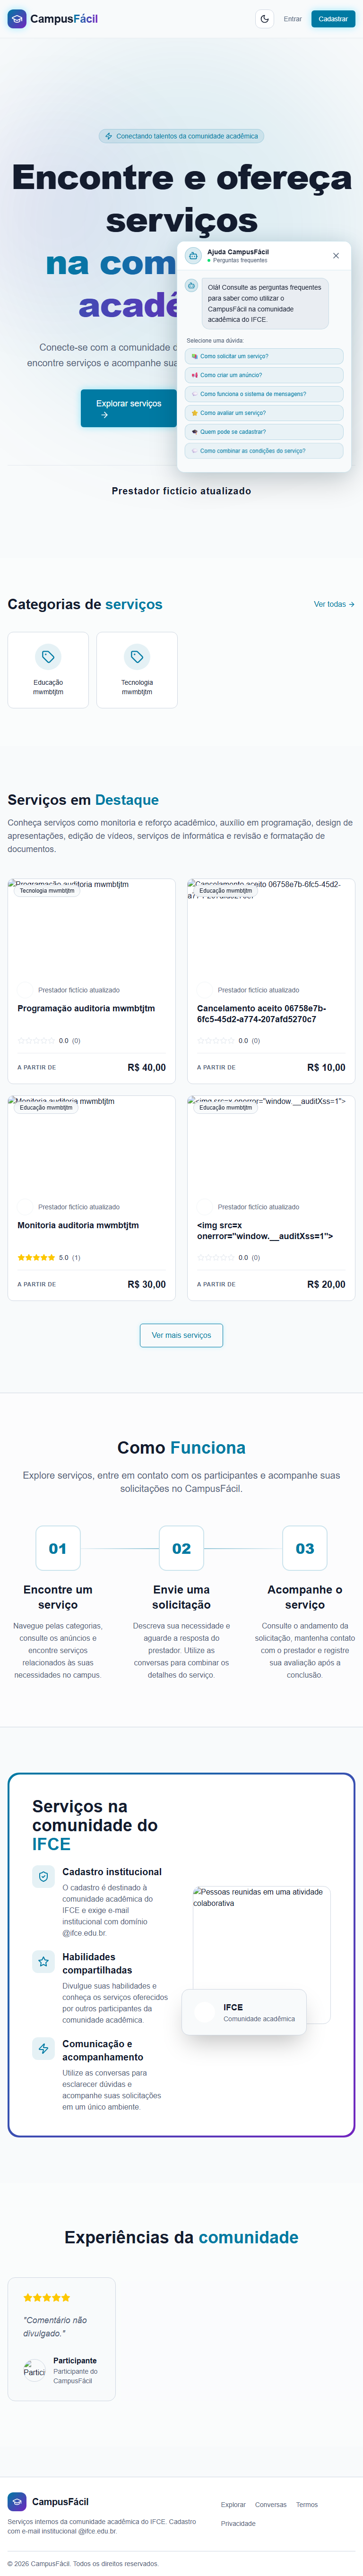 CampusFácil
Entrar
Cadastrar
Conectando talentos da comunidade acadêmica
Encontre e ofereça
serviços
na com
acadê
Conecte-se com a comunidade d
encontre serviços e acompanhe sua
Explorar serviços
→
Ajuda CampusFácil
Perguntas frequentes
Olá! Consulte as perguntas frequentes
para saber como utilizar o
CampusFácil na comunidade
acadêmica do IFCE.
Selecione uma dúvida:
Como solicitar um serviço?
Como criar um anúncio?
Como funciona o sistema de mensagens?
Como avaliar um serviço?
Quem pode se cadastrar?
Como combinar as condições do serviço?
Prestador fictício atualizado
Categorias de serviços
Ver todas →
Educação
mwmbtjtm
Tecnologia
mwmbtjtm
Serviços em Destaque
Conheça serviços como monitoria e reforço acadêmico, auxílio em programação, design de
apresentações, edição de vídeos, serviços de informática e revisão e formatação de
documentos.
Programação auditoria mwmbtjtm
Tecnologia mwmbtjtm
Prestador fictício atualizado
Programação auditoria mwmbtjtm
0.0 (0)
A PARTIR DE
R$ 40,00
Cancelamento aceito 06758e7b-6fc5-45d2-
Educação mwmbtjtm
Prestador fictício atualizado
Cancelamento aceito 06758e7b-
6fc5-45d2-a774-207afd5270c7
0.0 (0)
A PARTIR DE
R$ 10,00
Monitoria auditoria mwmbtjtm
Educação mwmbtjtm
Prestador fictício atualizado
Monitoria auditoria mwmbtjtm
5.0 (1)
A PARTIR DE
R$ 30,00
<img src=x onerror="window.__auditXss=1">
Educação mwmbtjtm
Prestador fictício atualizado
<img src=x
onerror="window.__auditXss=1">
0.0 (0)
A PARTIR DE
R$ 20,00
Ver mais serviços
Como Funciona
Explore serviços, entre em contato com os participantes e acompanhe suas
solicitações no CampusFácil.
01
Encontre um
serviço
Navegue pelas categorias,
consulte os anúncios e
encontre serviços
relacionados às suas
necessidades no campus.
02
Envie uma
solicitação
Descreva sua necessidade e
aguarde a resposta do
prestador. Utilize as
conversas para combinar os
detalhes do serviço.
03
Acompanhe o
serviço
Consulte o andamento da
solicitação, mantenha contato
com o prestador e registre
sua avaliação após a
conclusão.
Serviços na
comunidade do
IFCE
Cadastro institucional
O cadastro é destinado à
comunidade acadêmica do
IFCE e exige e-mail
institucional com domínio
@ifce.edu.br.
Habilidades
compartilhadas
Divulgue suas habilidades e
conheça os serviços oferecidos
por outros participantes da
comunidade acadêmica.
Comunicação e
acompanhamento
Utilize as conversas para
esclarecer dúvidas e
acompanhe suas solicitações
em um único ambiente.
Pessoas reunidas em uma atividade
colaborativa
IFCE
Comunidade acadêmica
Experiências da comunidade
"Comentário não
divulgado."
Partici
Participante
Participante do
CampusFácil
CampusFácil
Serviços internos da comunidade acadêmica do IFCE. Cadastro
com e-mail institucional @ifce.edu.br.
Explorar
Conversas
Termos
Privacidade
© 2026 CampusFácil. Todos os direitos reservados.